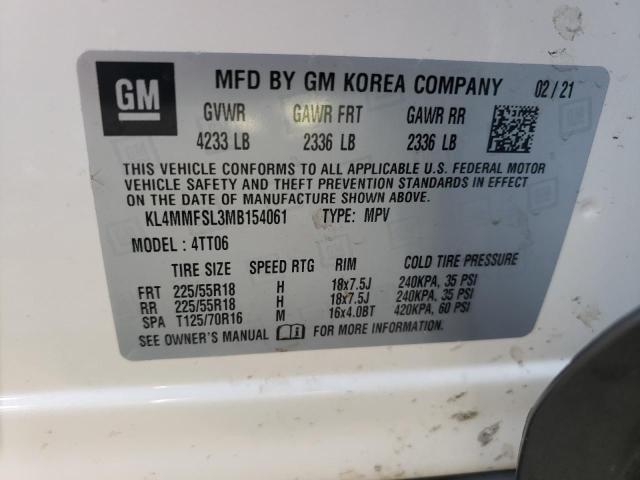 GM MFD BY GM KOREA COMPANY 02/21
GVWR GAWR FRT GAWR RR
4233 LB 2336 LB 2336 LB
THIS VEHICLE CONFORMS TO ALL APPLICABLE U.S. FEDERAL MOTOR
VEHICLE SAFETY AND THEFT PREVENTION STANDARDS IN EFFECT
ON THE DATE OF MANUFACTURE SHOWN ABOVE.
KL4MMFSL3MB154061 TYPE: MPV
MODEL: 4TT06
TIRE SIZE SPEED RTG RIM COLD TIRE PRESSURE
FRT 225/55R18 H 18x7.5J 240KPA, 35 PSI
RR 225/55R18 H 18x7.5J 240KPA, 35 PSI
SPA T125/70R16 M 16x4.0BT 420KPA, 60 PSI
SEE OWNER'S MANUAL FOR MORE INFORMATION